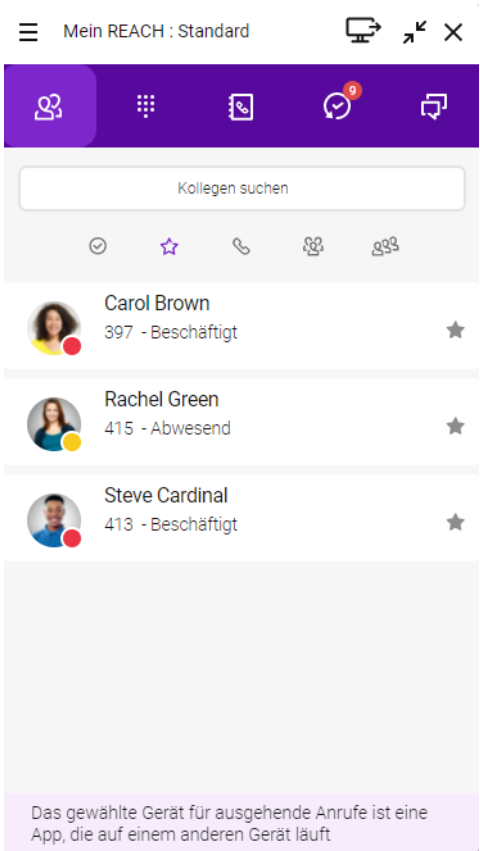 Mein REACH : Standard
9
Kollegen suchen
Carol Brown
397 - Beschäftigt
Rachel Green
415 - Abwesend
Steve Cardinal
413 - Beschäftigt
Das gewählte Gerät für ausgehende Anrufe ist eine
App, die auf einem anderen Gerät läuft